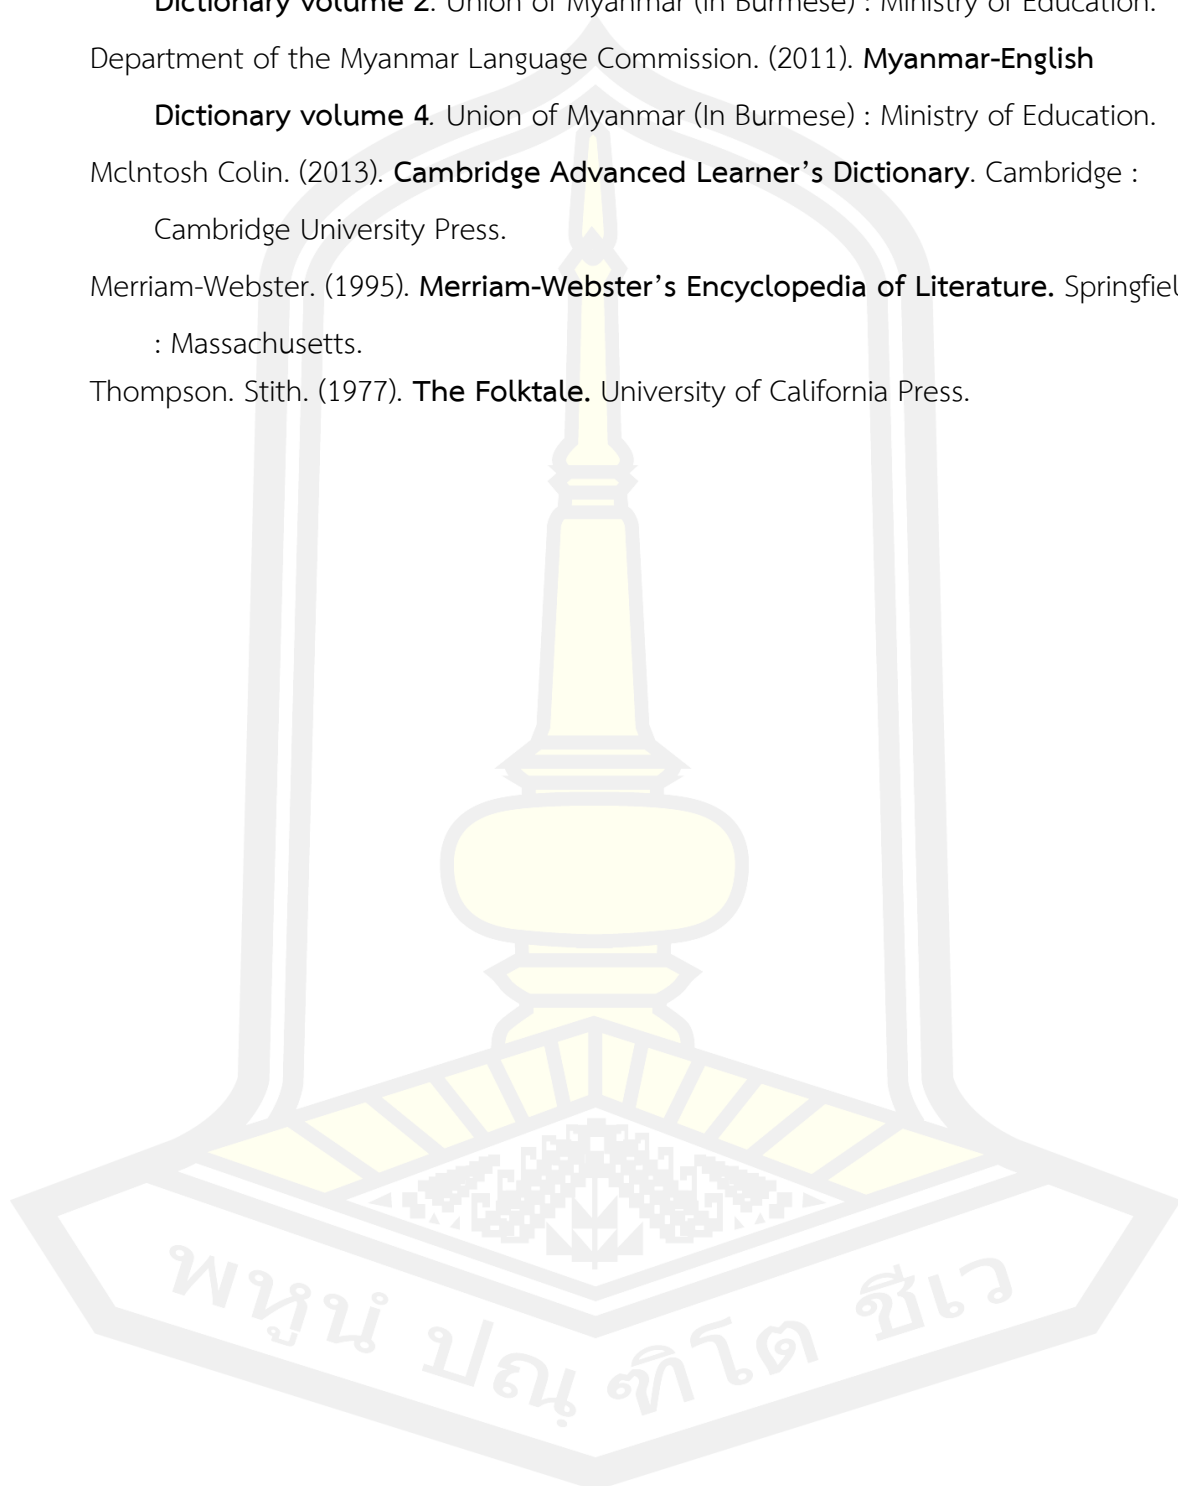 Dictionary volume 2. Union of Myanmar (In Burmese) : Ministry of Education.
Department of the Myanmar Language Commission. (2011). Myanmar-English
Dictionary volume 4. Union of Myanmar (In Burmese) : Ministry of Education.
Mclntosh Colin. (2013). Cambridge Advanced Learner’s Dictionary. Cambridge :
Cambridge University Press.
Merriam-Webster. (1995). Merriam-Webster’s Encyclopedia of Literature. Springfiel
: Massachusetts.
Thompson. Stith. (1977). The Folktale. University of California Press.
พหูนํ ปณฺฑิโต ชีเว